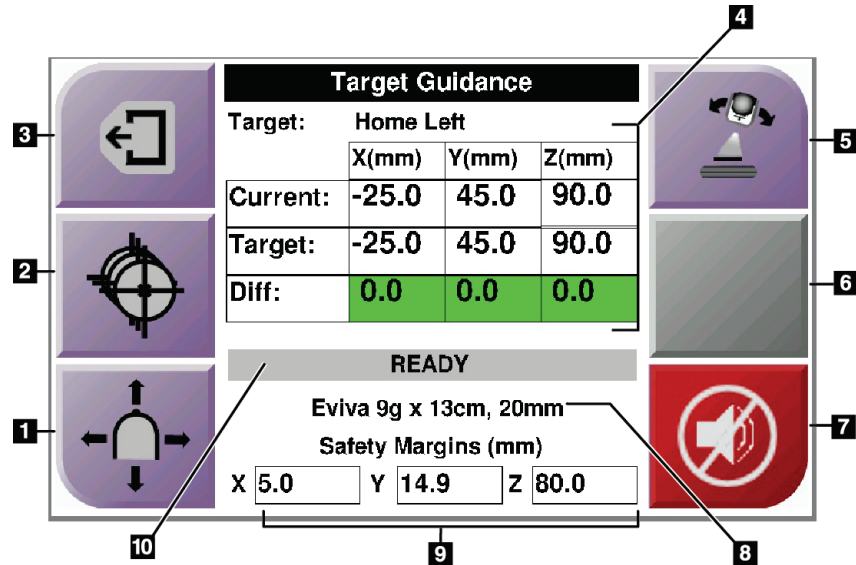 4
Target Guidance
Target: Home Left
X(mm) Y(mm) Z(mm)
Current: -25.0 45.0 90.0
Target: -25.0 45.0 90.0
Diff: 0.0 0.0 0.0
READY
Eviva 9g x 13cm, 20mm
Safety Margins (mm)
X 5.0 Y 14.9 Z 80.0
3
2
1
5
6
7
10
9
8